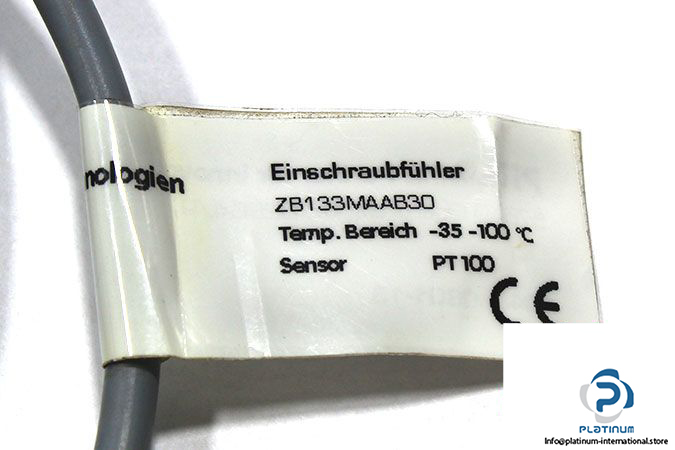 nologien
Einschraubfühler
ZB133MAAB30
Temp. Bereich -35 -100 °C
Sensor PT 100
CE
PLATINUM
Info@platinum-international.store